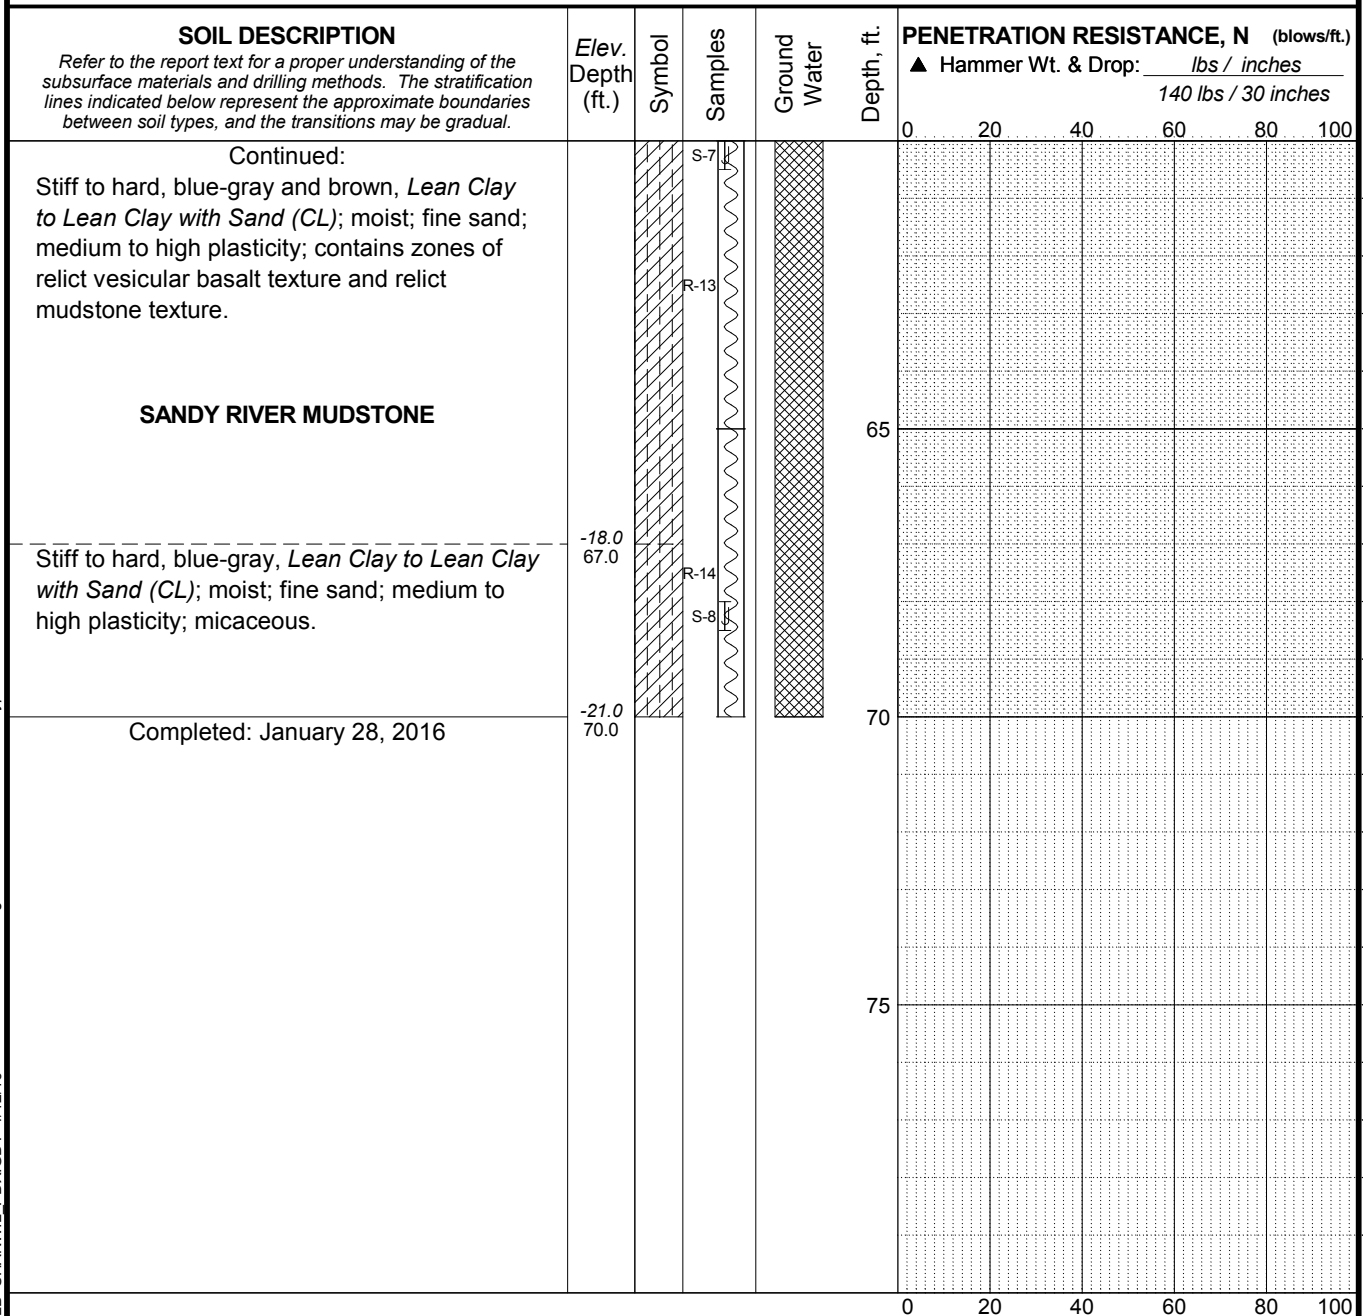 SOIL DESCRIPTION
Refer to the report text for a proper understanding of the
subsurface materials and drilling methods. The stratification
lines indicated below represent the approximate boundaries
between soil types, and the transitions may be gradual.
Elev.
Depth
(ft.)
Symbol
Samples
Ground
Water
Depth, ft.
PENETRATION RESISTANCE, N (blows/ft.)
▲ Hammer Wt. & Drop: lbs / inches
140 lbs / 30 inches
0 20 40 60 80 100
Continued:
Stiff to hard, blue-gray and brown, Lean Clay
to Lean Clay with Sand (CL); moist; fine sand;
medium to high plasticity; contains zones of
relict vesicular basalt texture and relict
mudstone texture.
S-7
R-13
SANDY RIVER MUDSTONE
65
-18.0
67.0
Stiff to hard, blue-gray, Lean Clay to Lean Clay
with Sand (CL); moist; fine sand; medium to
high plasticity; micaceous.
R-14
S-8
-21.0
70.0
70
Completed: January 28, 2016
75
0 20 40 60 80 100